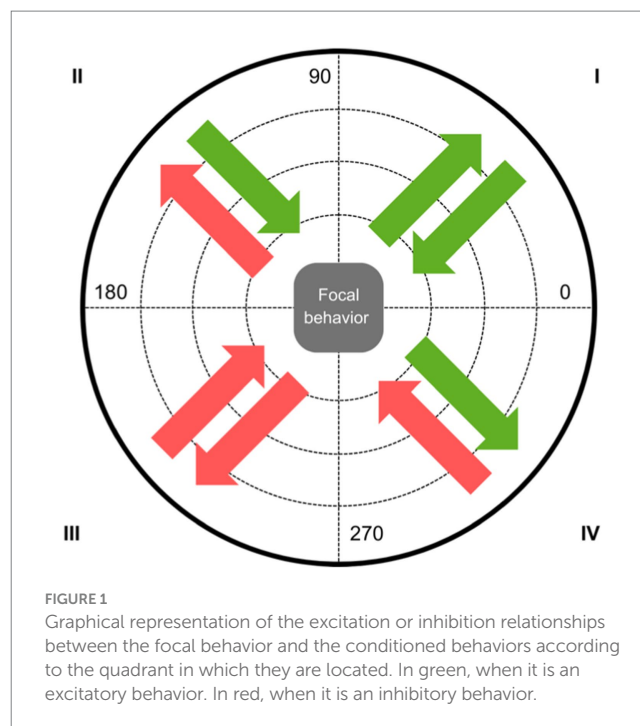 II
90
I
180
Focal
behavior
0
III
270
IV
FIGURE 1
Graphical representation of the excitation or inhibition relationships
between the focal behavior and the conditioned behaviors according
to the quadrant in which they are located. In green, when it is an
excitatory behavior. In red, when it is an inhibitory behavior.